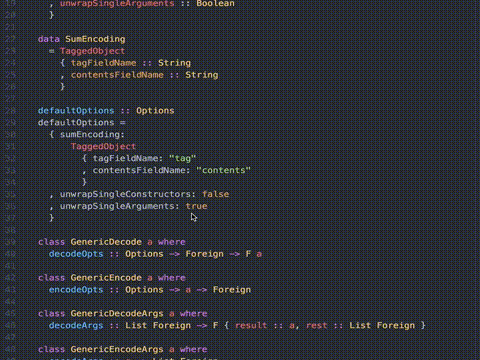 19 , unwrapSingleArguments :: Boolean
20 }
21
22 data SumEncoding
23 = TaggedObject
24 { tagFieldName :: String
25 , contentsFieldName :: String
26 }
27
28 defaultOptions :: Options
29 defaultOptions =
30 { sumEncoding:
31 TaggedObject
32 { tagFieldName: "tag"
33 , contentsFieldName: "contents"
34 }
35 , unwrapSingleConstructors: false
36 , unwrapSingleArguments: true
37 }
38
39 class GenericDecode a where
40 decodeOpts :: Options -> Foreign -> F a
41
42 class GenericEncode a where
43 encodeOpts :: Options -> a -> Foreign
44
45 class GenericDecodeArgs a where
46 decodeArgs :: List Foreign -> F { result :: a, rest :: List Foreign }
47
48 class GenericEncodeArgs a where